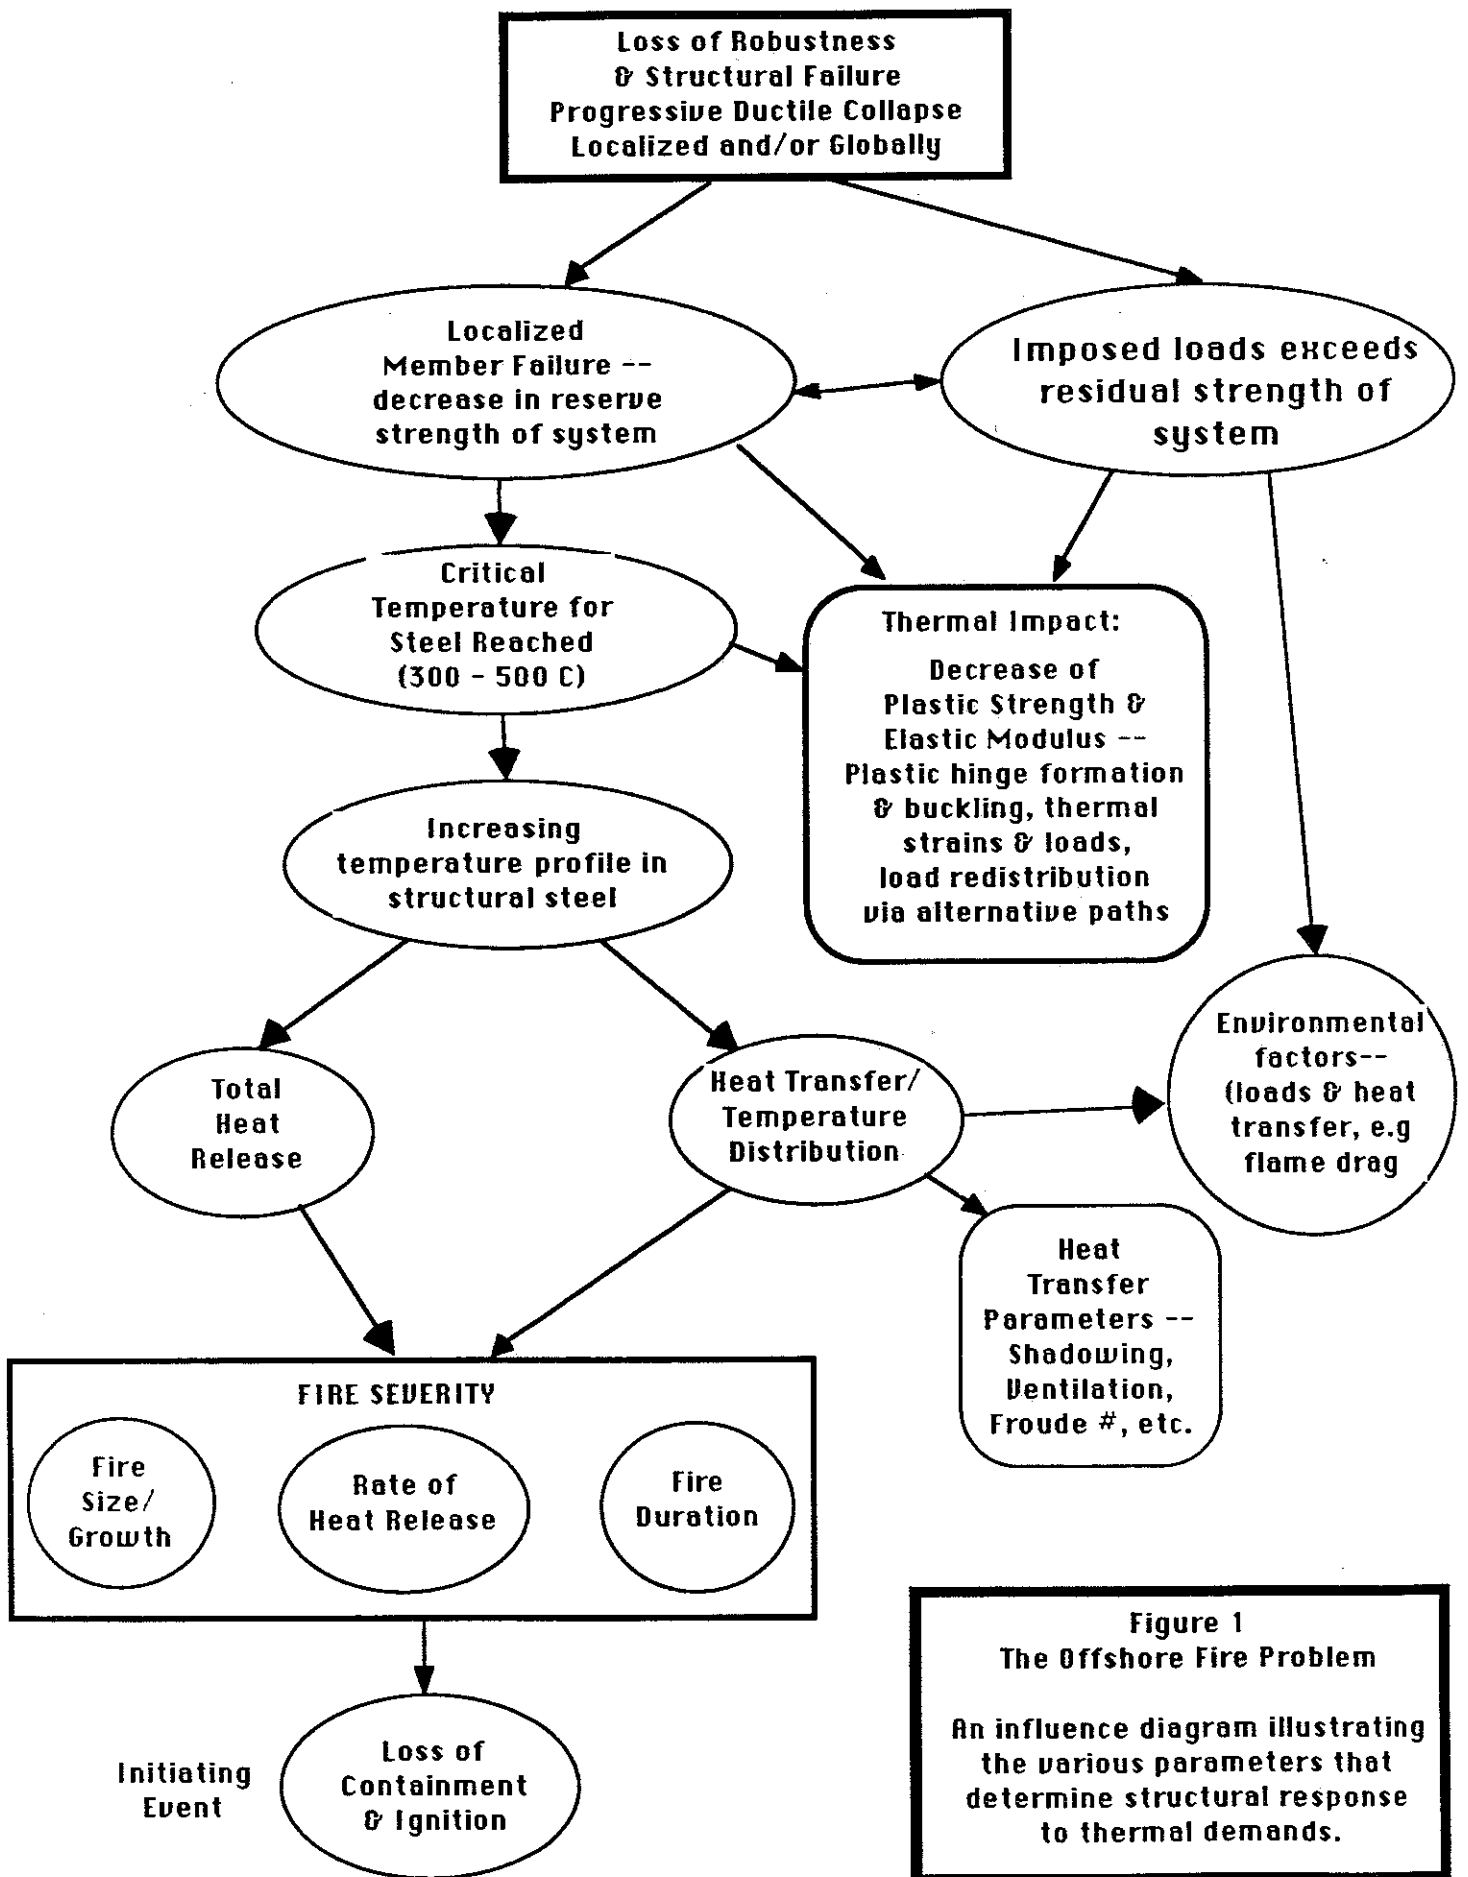 Loss of Robustness
& Structural Failure
Progressive Ductile Collapse
Localized and/or Globally
Localized
Member Failure --
decrease in reserve
strength of system
Imposed loads exceeds
residual strength of
system
Critical
Temperature for
Steel Reached
(300 - 500 C)
Thermal Impact:
Decrease of
Plastic Strength &
Elastic Modulus --
Plastic hinge formation
& buckling, thermal
strains & loads,
load redistribution
via alternative paths
Increasing
temperature profile in
structural steel
Environmental
factors--
(loads & heat
transfer, e.g
flame drag
Total
Heat
Release
Heat Transfer/
Temperature
Distribution
Heat
Transfer
Parameters --
Shadowing,
Ventilation,
Froude #, etc.
FIRE SEVERITY
Fire
Size/
Growth
Rate of
Heat Release
Fire
Duration
Initiating
Event
Loss of
Containment
& Ignition
Figure 1
The Offshore Fire Problem
An influence diagram illustrating
the various parameters that
determine structural response
to thermal demands.